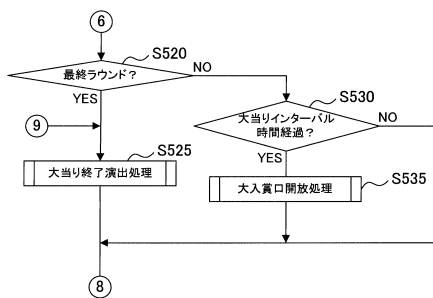 6
S520
最終ラウンド？
NO
YES
S530
大当りインターバル
時間経過？
NO
YES
9
S525
大当り終了演出処理
S535
大入賞口開放処理
8